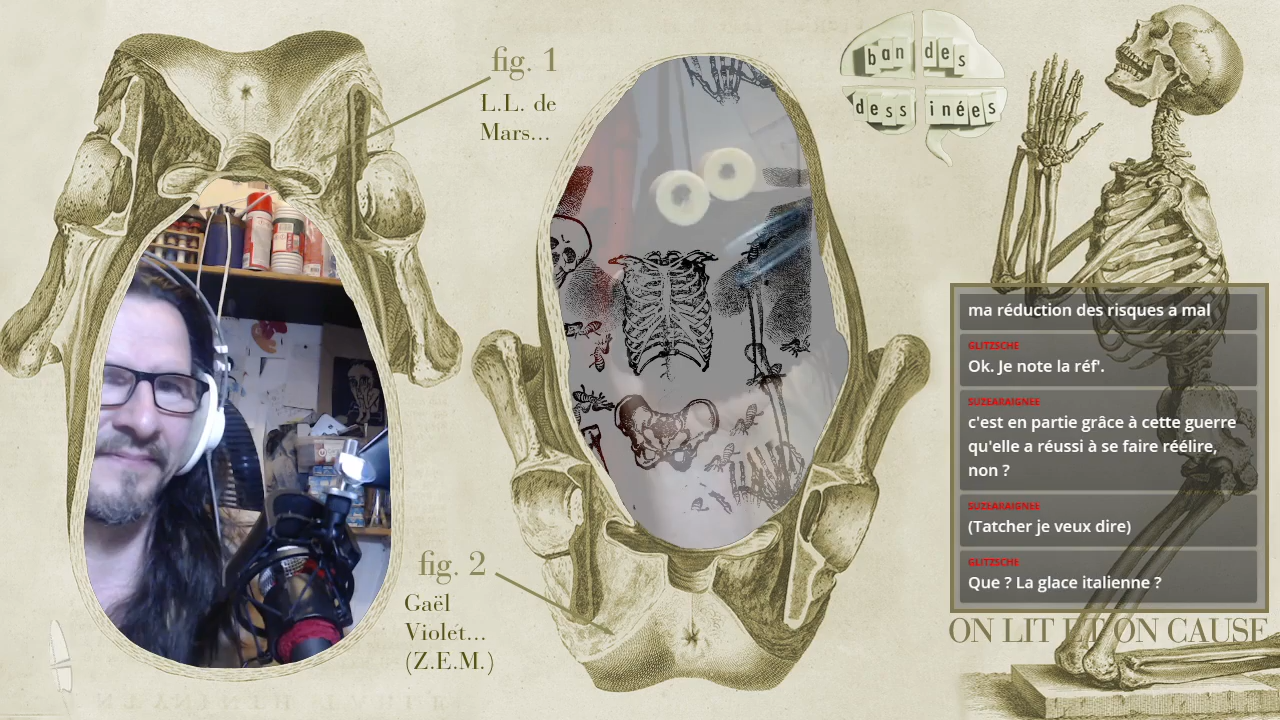 fig. 1
L.L. de
Mars...
ban des
dess inées
ma réduction des risques a mal
GLITZSCHE
Ok. Je note la réf'.
SUZEARAIGNEE
c'est en partie grâce à cette guerre
qu'elle a réussi à se faire réélire,
non ?
SUZEARAIGNEE
(Tatcher je veux dire)
GLITZSCHE
Que ? La glace italienne ?
fig. 2
Gaël
Violet...
(Z.E.M.)
ON LIT ET ON CAUSE